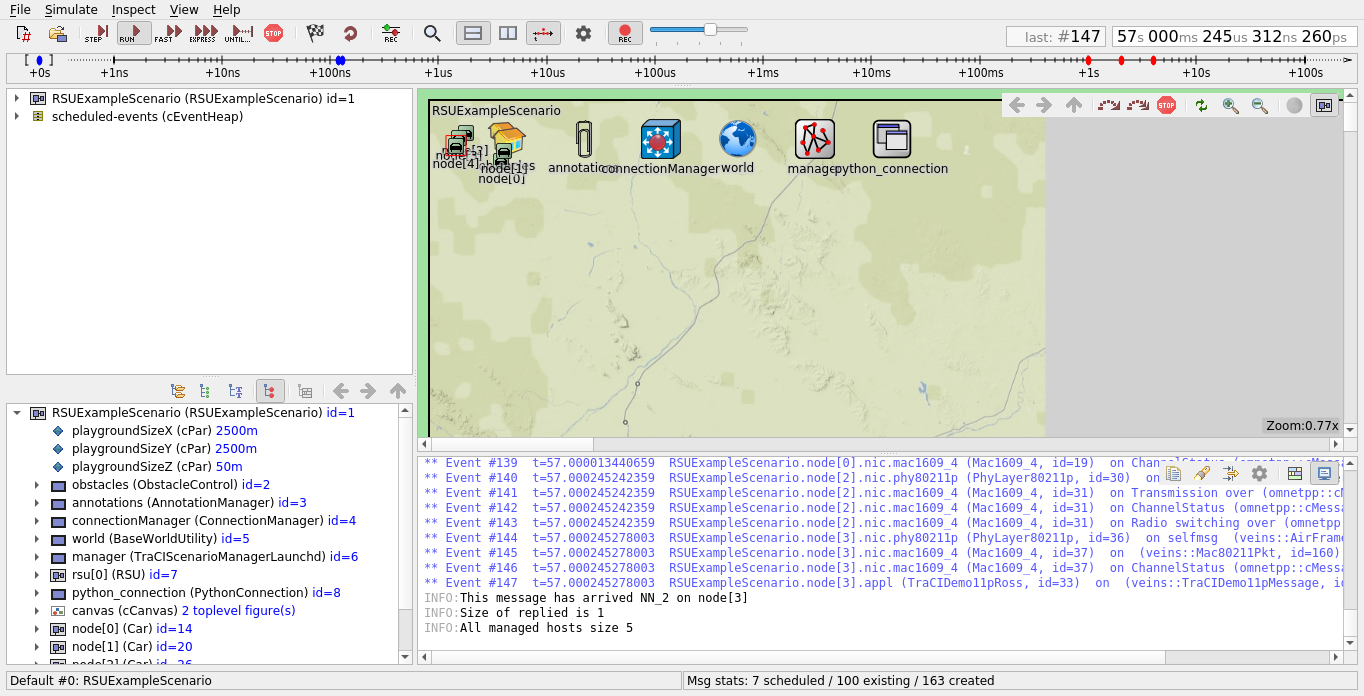 File Simulate Inspect View Help
STEP RUN FAST EXPRESS UNTIL... STOP REC REC
last: #147 57s 000ms 245us 312ns 260ps
+0s +1ns +10ns +100ns +1us +10us +100us +1ms +10ms +100ms +1s +10s +100s
RSUExampleScenario (RSUExampleScenario) id=1
scheduled-events (cEventHeap)
RSUExampleScenario
STOP
node[4] node[1] node[0] connectionManager world python_connection
Zoom:0.77x
RSUExampleScenario (RSUExampleScenario) id=1
playgroundSizeX (cPar) 2500m
playgroundSizeY (cPar) 2500m
playgroundSizeZ (cPar) 50m
obstacles (ObstacleControl) id=2
annotations (AnnotationManager) id=3
connectionManager (ConnectionManager) id=4
world (BaseWorldUtility) id=5
manager (TraCIScenarioManagerLaunchd) id=6
rsu[0] (RSU) id=7
python_connection (PythonConnection) id=8
canvas (cCanvas) 2 toplevel figure(s)
node[0] (Car) id=14
node[1] (Car) id=20
node[2] (Car) id=26
** Event #139 t=57.000013440659 RSUExampleScenario.node[0].nic.mac1609_4 (Mac1609_4, id=19) on ChannelStatus (omnetpp::cMess
** Event #140 t=57.000245242359 RSUExampleScenario.node[2].nic.phy80211p (PhyLayer80211p, id=30) on
** Event #141 t=57.000245242359 RSUExampleScenario.node[2].nic.mac1609_4 (Mac1609_4, id=31) on Transmission over (omnetpp::cM
** Event #142 t=57.000245242359 RSUExampleScenario.node[2].nic.mac1609_4 (Mac1609_4, id=31) on ChannelStatus (omnetpp::cMessa
** Event #143 t=57.000245242359 RSUExampleScenario.node[2].nic.mac1609_4 (Mac1609_4, id=31) on Radio switching over (omnetpp
** Event #144 t=57.000245278003 RSUExampleScenario.node[3].nic.phy80211p (PhyLayer80211p, id=36) on selfmsg (veins::AirFrame
** Event #145 t=57.000245278003 RSUExampleScenario.node[3].nic.mac1609_4 (Mac1609_4, id=37) on (veins::Mac80211Pkt, id=160)
** Event #146 t=57.000245278003 RSUExampleScenario.node[3].nic.mac1609_4 (Mac1609_4, id=37) on ChannelStatus (omnetpp::cMessa
** Event #147 t=57.000245278003 RSUExampleScenario.node[3].appl (TraCIDemo11pRoss, id=33) on (veins::TraCIDemo11pMessage, id
INFO:This message has arrived NN_2 on node[3]
INFO:Size of replied is 1
INFO:All managed hosts size 5
Default #0: RSUExampleScenario
Msg stats: 7 scheduled / 100 existing / 163 created